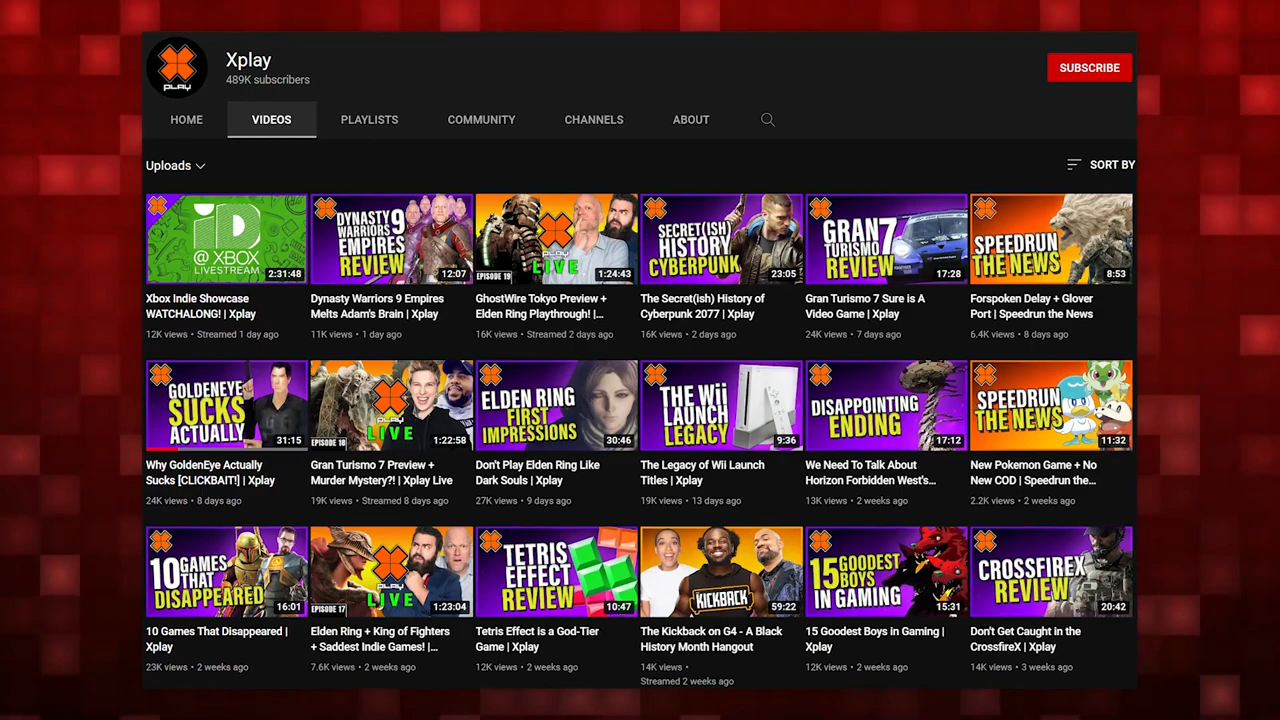 Xplay
489K subscribers
SUBSCRIBE
PLAY
HOME
VIDEOS
PLAYLISTS
COMMUNITY
CHANNELS
ABOUT
Uploads
SORT BY
iD
@ XBOX
LIVESTREAM
2:31:48
DYNASTY
WARRIORS 9
EMPIRES
REVIEW
12:07
PLAY
LIVE
EPISODE 19
1:24:43
SECRET(ISH)
HISTORY
CYBERPUNK
23:05
GRAN
TURISMO 7
REVIEW
17:28
SPEEDRUN
THE NEWS
8:53
Xbox Indie Showcase
WATCHALONG! | Xplay
12K views • Streamed 1 day ago
Dynasty Warriors 9 Empires
Melts Adam's Brain | Xplay
11K views • 1 day ago
GhostWire Tokyo Preview +
Elden Ring Playthrough! |...
16K views • Streamed 2 days ago
The Secret(ish) History of
Cyberpunk 2077 | Xplay
16K views • 2 days ago
Gran Turismo 7 Sure is A
Video Game | Xplay
24K views • 7 days ago
Forspoken Delay + Glover
Port | Speedrun the News
6.4K views • 8 days ago
GOLDENEYE
SUCKS
ACTUALLY
31:15
PLAY
LIVE
EPISODE 18
1:22:58
ELDEN RING
FIRST
IMPRESSIONS
30:46
THE Wii
LAUNCH
LEGACY
9:36
DISAPPOINTING
ENDING
17:12
SPEEDRUN
THE NEWS
11:32
Why GoldenEye Actually
Sucks [CLICKBAIT!] | Xplay
24K views • 8 days ago
Gran Turismo 7 Preview +
Murder Mystery?! | Xplay Live
19K views • Streamed 8 days ago
Don't Play Elden Ring Like
Dark Souls | Xplay
27K views • 9 days ago
The Legacy of Wii Launch
Titles | Xplay
19K views • 13 days ago
We Need To Talk About
Horizon Forbidden West's...
13K views • 2 weeks ago
New Pokemon Game + No
New COD | Speedrun the...
2.2K views • 2 weeks ago
10 GAMES
THAT
DISAPPEARED
16:01
PLAY
LIVE
EPISODE 17
1:23:04
TETRIS
EFFECT
REVIEW
10:47
KICKBACK
59:22
15 GOODEST
BOYS
IN GAMING
15:31
CROSSFIREX
REVIEW
20:42
10 Games That Disappeared |
Xplay
23K views • 2 weeks ago
Elden Ring + King of Fighters
+ Saddest Indie Games! |...
7.6K views • 2 weeks ago
Tetris Effect is a God-Tier
Game | Xplay
12K views • 2 weeks ago
The Kickback on G4 - A Black
History Month Hangout
14K views •
Streamed 2 weeks ago
15 Goodest Boys in Gaming |
Xplay
12K views • 2 weeks ago
Don't Get Caught in the
CrossfireX | Xplay
14K views • 3 weeks ago